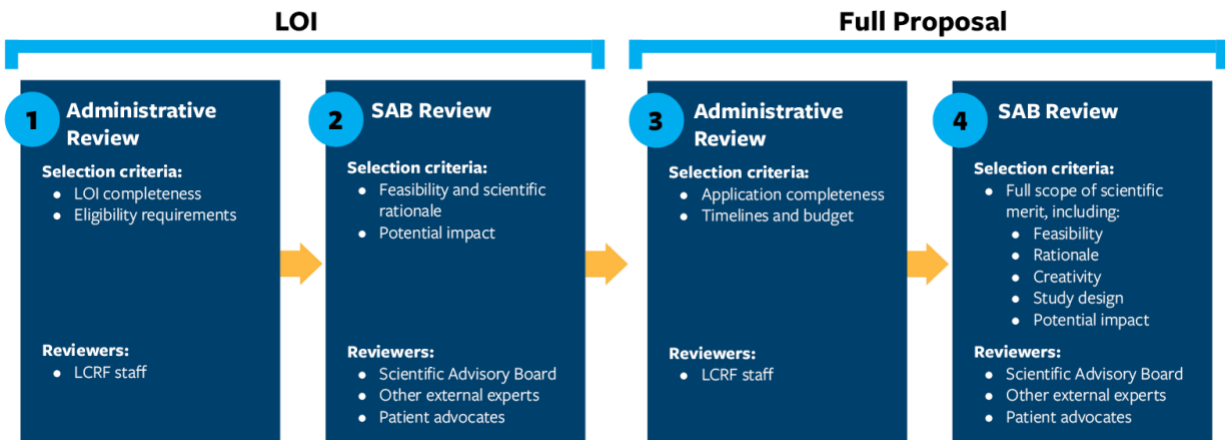 LOI
Full Proposal
1
Administrative
Review
Selection criteria:
• LOI completeness
• Eligibility requirements
Reviewers:
• LCRF staff
2
SAB Review
Selection criteria:
• Feasibility and scientific
rationale
• Potential impact
Reviewers:
• Scientific Advisory Board
• Other external experts
• Patient advocates
3
Administrative
Review
Selection criteria:
• Application completeness
• Timelines and budget
Reviewers:
• LCRF staff
4
SAB Review
Selection criteria:
• Full scope of scientific
merit, including:
• Feasibility
• Rationale
• Creativity
• Study design
• Potential impact
Reviewers:
• Scientific Advisory Board
• Other external experts
• Patient advocates